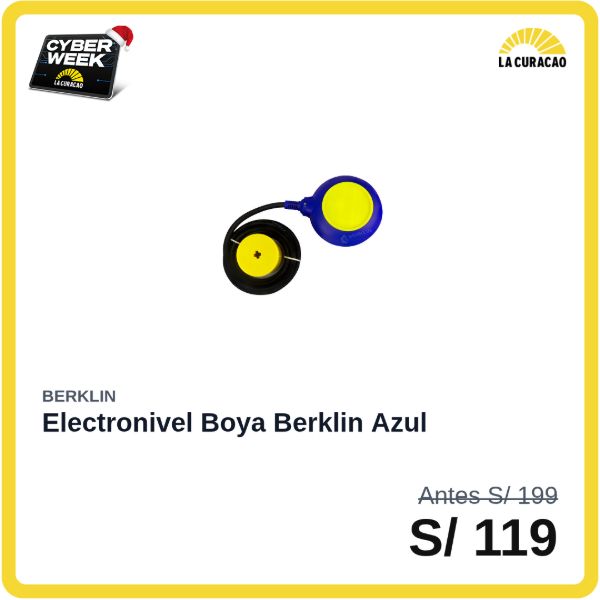 CYBER
WEEK
LA CURACAO
LA CURACAO
BERKLIN
Electronivel Boya Berklin Azul
Antes S/ 199
S/ 119